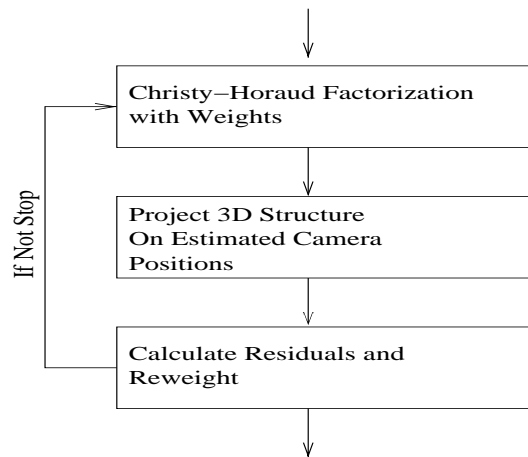 Christy–Horaud Factorization
with Weights
Project 3D Structure
On Estimated Camera
Positions
If Not Stop
Calculate Residuals and
Reweight